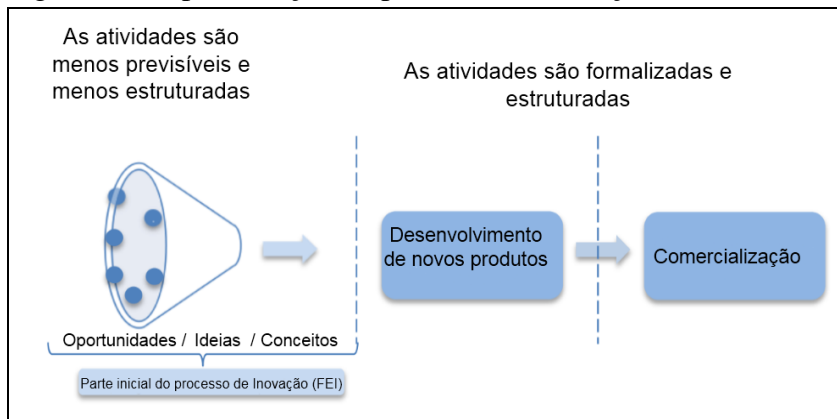 As atividades são
menos previsíveis e
menos estruturadas
As atividades são formalizadas e
estruturadas
Desenvolvimento
de novos produtos
Comercialização
Oportunidades / Ideias / Conceitos
Parte inicial do processo de Inovação (FEI)